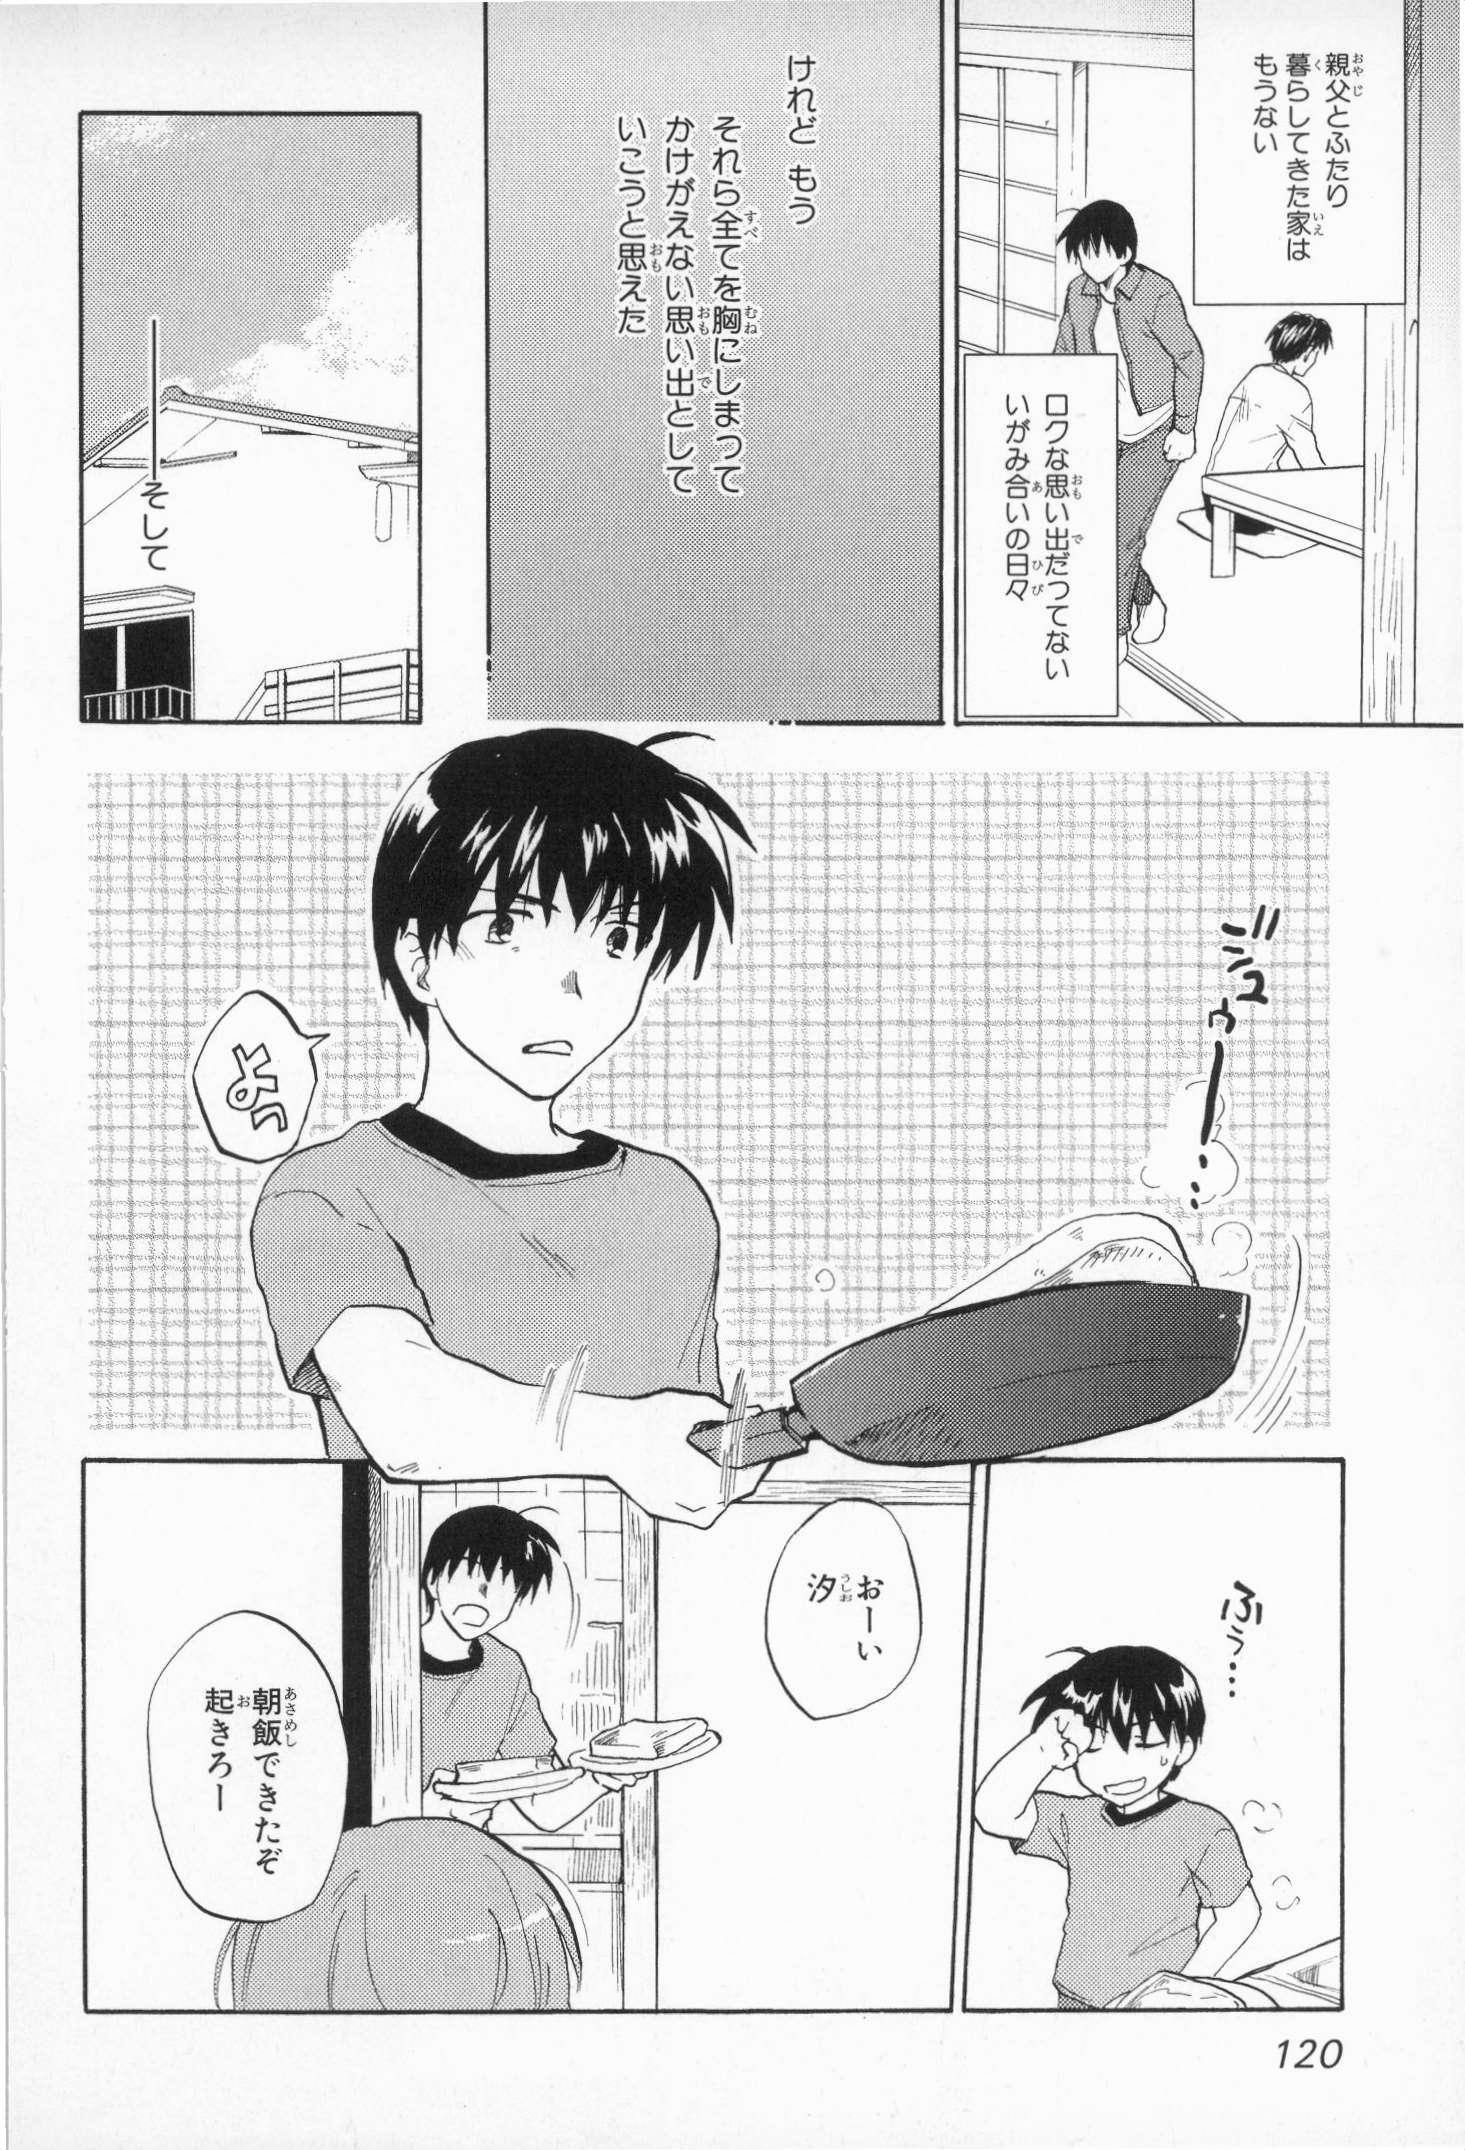 親父とふたり
暮らしてきた家は
もうない
ロクな思い出だってない
いがみ合いの日々
けれど もう
それら全てを胸にしまって
かけがえない思い出として
いこうと思えた
そして
ジュゥー…
よっ
ふぅ…
おーい
汐
朝飯できたぞ
起きろー
120